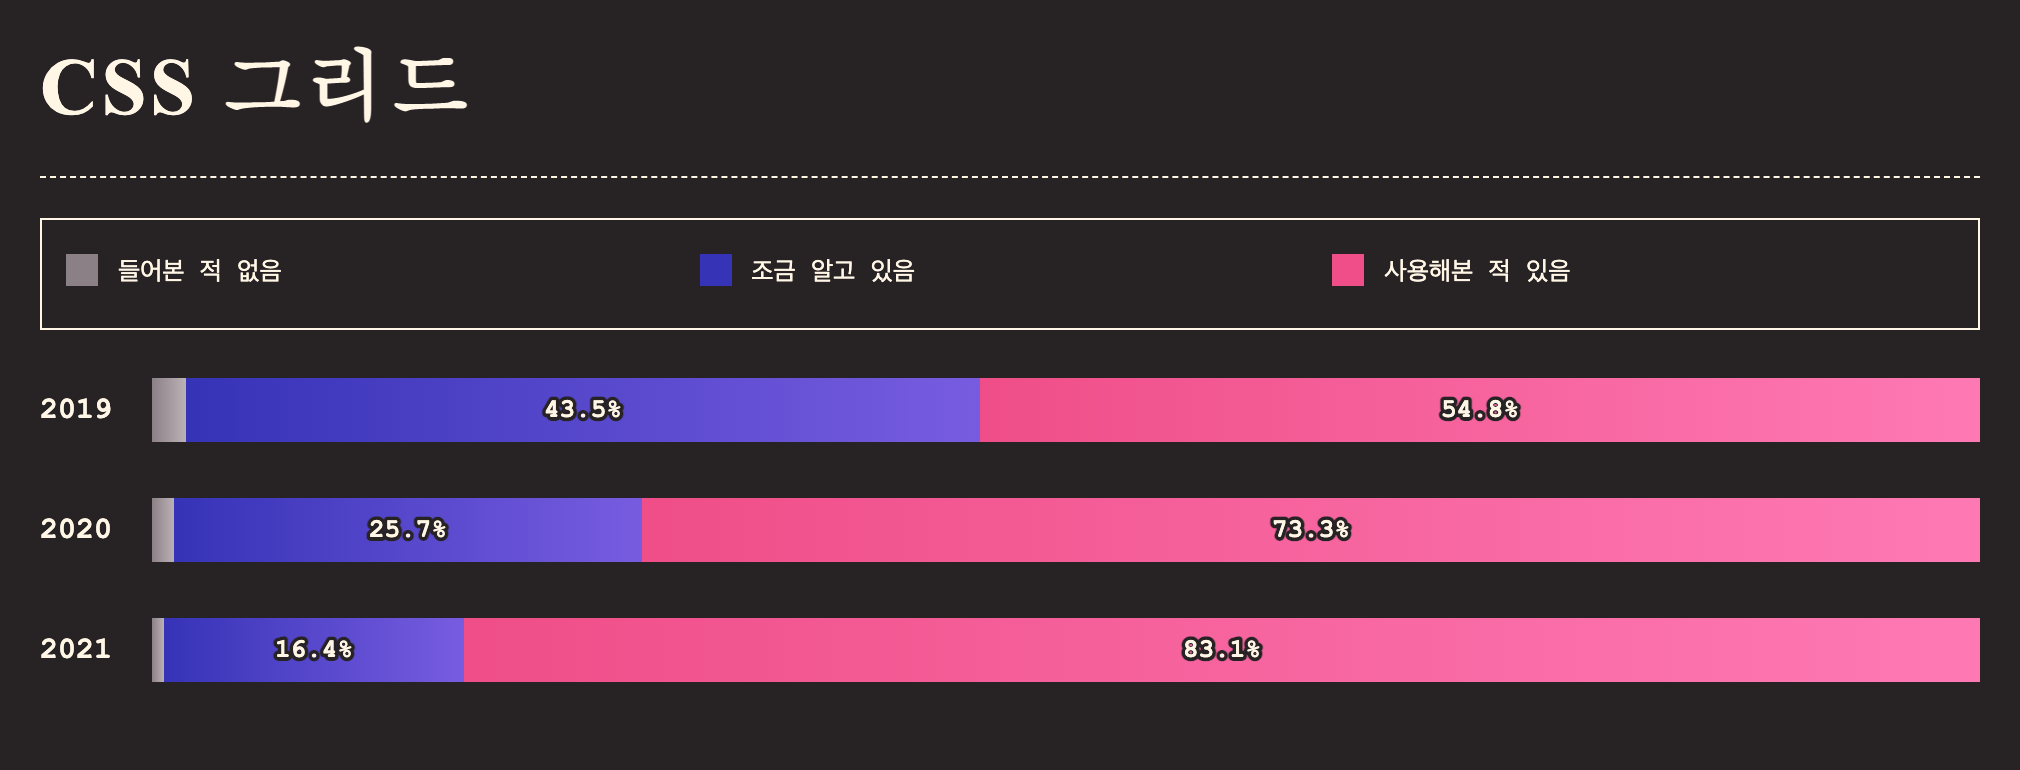 CSS 그리드
들어본 적 없음 조금 알고 있음 사용해본 적 있음
2019 43.5% 54.8%
2020 25.7% 73.3%
2021 16.4% 83.1%